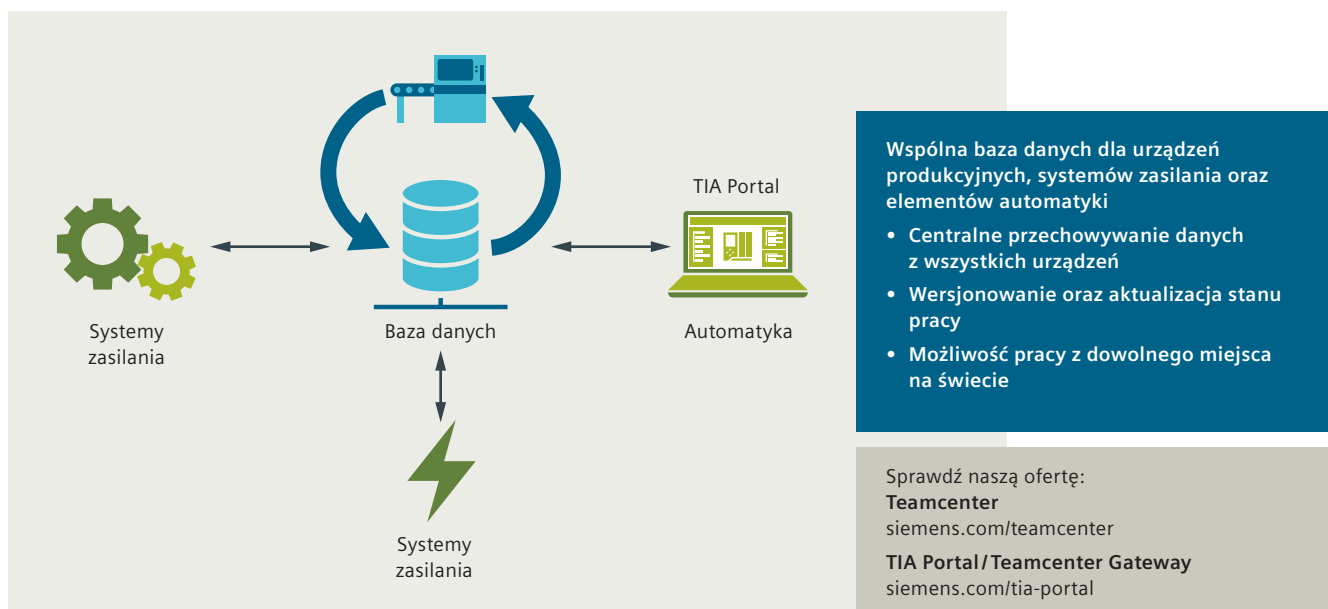 TIA Portal
Systemy
zasilania
Baza danych
Automatyka
Systemy
zasilania
Wspólna baza danych dla urządzeń
produkcyjnych, systemów zasilania oraz
elementów automatyki
• Centralne przechowywanie danych
z wszystkich urządzeń
• Wersjonowanie oraz aktualizacja stanu
pracy
• Możliwość pracy z dowolnego miejsca
na świecie
Sprawdź naszą ofertę:
Teamcenter
siemens.com/teamcenter
TIA Portal/Teamcenter Gateway
siemens.com/tia-portal